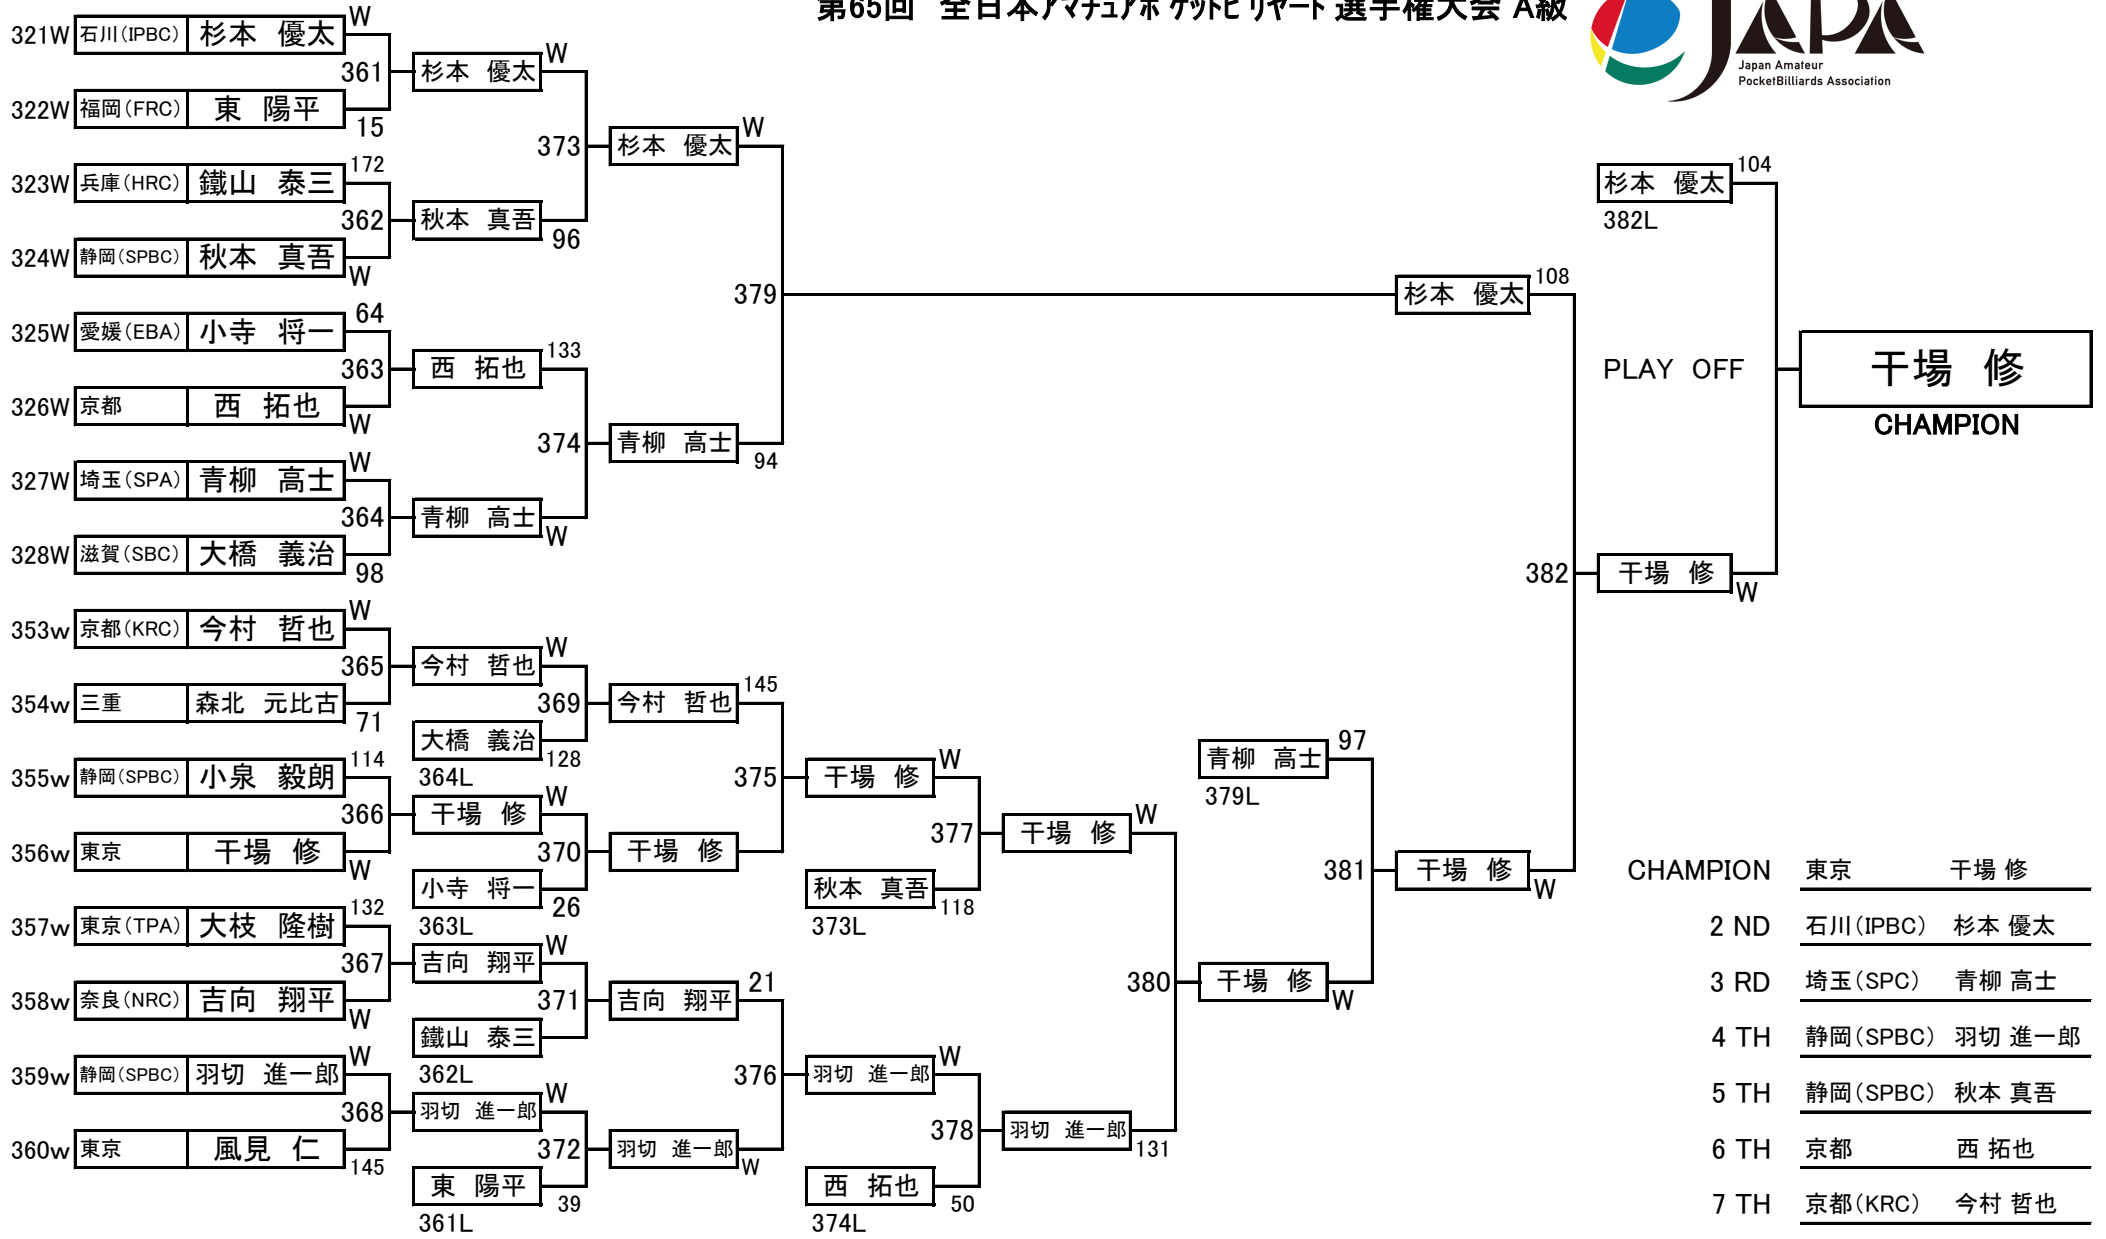 第65回 全日本アマチュアポケットビリヤード選手権大会 A級
JAPA
Japan Amateur
PocketBilliards Association
321W 石川(IPBC) 杉本 優太 W
361
322W 福岡(FRC) 東 陽平 15
323W 兵庫(HRC) 鐵山 泰三 172
362
324W 静岡(SPBC) 秋本 真吾 W
325W 愛媛(EBA) 小寺 将一 64
363
326W 京都 西 拓也 W
327W 埼玉(SPA) 青柳 高士 W
364
328W 滋賀(SBC) 大橋 義治 98
353w 京都(KRC) 今村 哲也 W
365
354w 三重 森北 元比古 71
355w 静岡(SPBC) 小泉 毅朗 114
366
356w 東京 干場 修 W
357w 東京(TPA) 大枝 隆樹 132
367
358w 奈良(NRC) 吉向 翔平 W
359w 静岡(SPBC) 羽切 進一郎 W
368
360w 東京 風見 仁 145
杉本 優太 W
373
秋本 真吾 96
西 拓也 133
374
青柳 高士 W
今村 哲也 W
369
大橋 義治 128
364L
干場 修 W
370
小寺 将一 26
363L
吉向 翔平 W
371
鐵山 泰三
362L
羽切 進一郎 W
372
東 陽平 39
361L
杉本 優太 W
379
青柳 高士 94
今村 哲也 145
375
干場 修
吉向 翔平 21
376
羽切 進一郎 W
干場 修 W
377
秋本 真吾 118
373L
羽切 進一郎 W
378
西 拓也 50
374L
干場 修 W
380
羽切 進一郎 131
青柳 高士 97
379L
381
干場 修 W
杉本 優太 108
382
干場 修 W
杉本 優太 104
382L
PLAY OFF
干場 修 W
干場 修
CHAMPION
CHAMPION 東京 干場 修
2 ND 石川(IPBC) 杉本 優太
3 RD 埼玉(SPC) 青柳 高士
4 TH 静岡(SPBC) 羽切 進一郎
5 TH 静岡(SPBC) 秋本 真吾
6 TH 京都 西 拓也
7 TH 京都(KRC) 今村 哲也